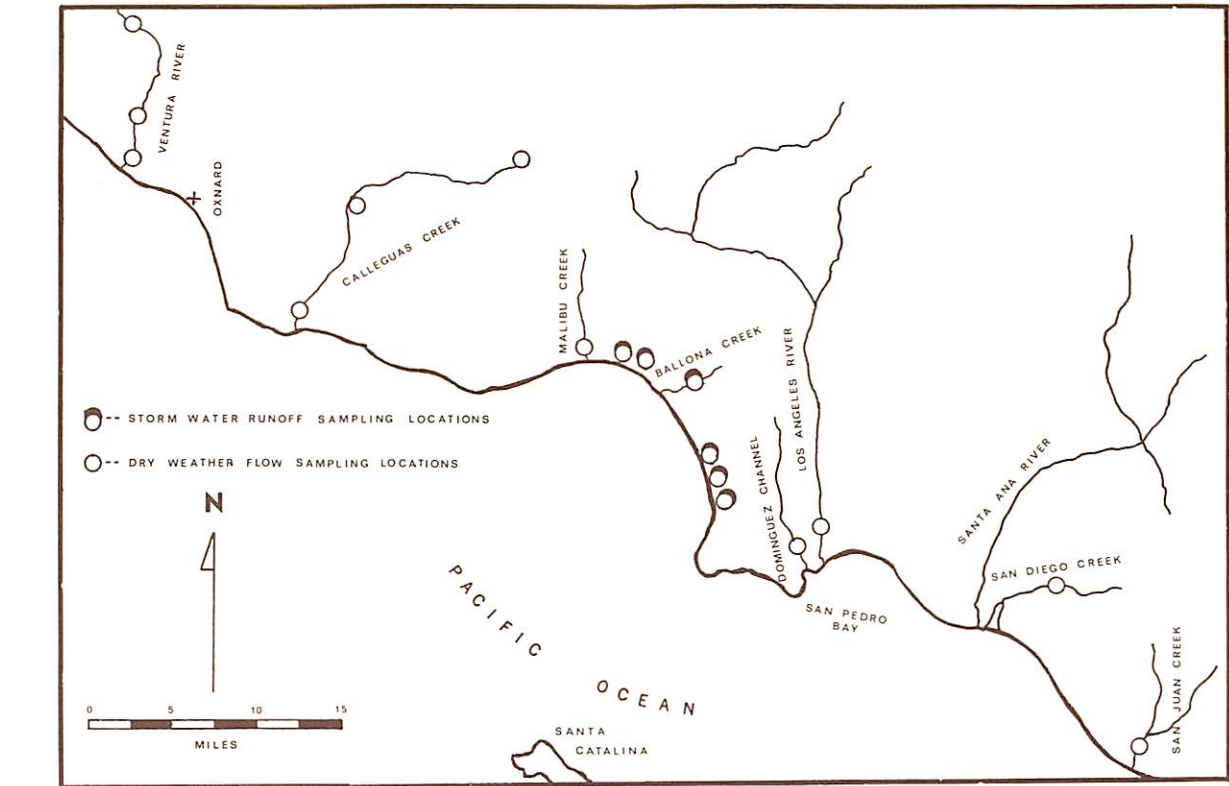 VENTURA RIVER
OXNARD
CALLEGUAS CREEK
MALIBU CREEK
BALLONA CREEK
LOS ANGELES RIVER
DOMINGUEZ CHANNEL
SANTA ANA RIVER
SAN DIEGO CREEK
SAN JUAN CREEK
SAN PEDRO
BAY
-- STORM WATER RUNOFF SAMPLING LOCATIONS
-- DRY WEATHER FLOW SAMPLING LOCATIONS
N
PACIFIC
OCEAN
0 5 10 15
MILES
SANTA
CATALINA